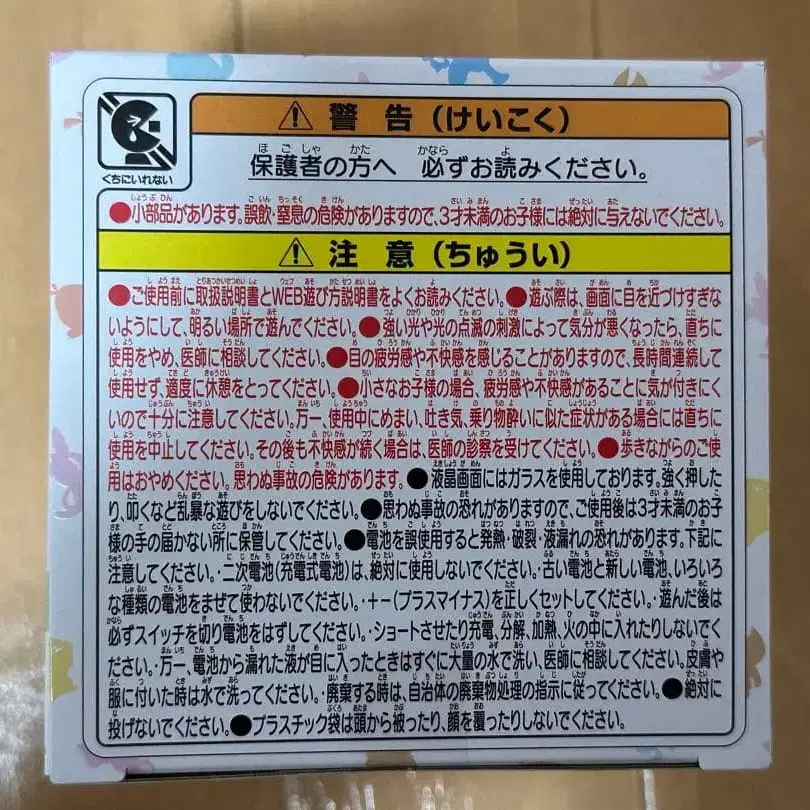 くちにいれない
⚠ 警告（けいこく）
保護者の方へ 必ずお読みください。
●小部品があります。誤飲・窒息の危険がありますので、3才未満のお子様には絶対に与えないでください。
⚠ 注意（ちゅうい）
●ご使用前に取扱説明書とWEB遊び方説明書をよくお読みください。●遊ぶ際は、画面に目を近づけすぎな
いようにして、明るい場所で遊んでください。●強い光や光の点滅の刺激によって気分が悪くなったら、直ちに
使用をやめ、医師に相談してください。●目の疲労感や不快感を感じることがありますので、長時間連続して
使用せず、適度に休憩をとってください。●小さなお子様の場合、疲労感や不快感があることに気が付きにく
いので十分に注意してください。万一、使用中にめまい、吐き気、乗り物酔いに似た症状がある場合には直ちに
使用を中止してください。その後も不快感が続く場合は、医師の診察を受けてください。●歩きながらのご使
用はおやめください。思わぬ事故の危険があります。●液晶画面にはガラスを使用しております。強く押した
り、叩くなど乱暴な遊びをしないでください。●思わぬ事故の恐れがありますので、ご使用後は3才未満のお子
様の手の届かない所に保管してください。●電池を誤使用すると発熱・破裂・液漏れの恐れがあります。下記に
注意してください。・二次電池(充電式電池)は、絶対に使用しないでください。・古い電池と新しい電池、いろいろ
な種類の電池をまぜて使わないでください。・＋－(プラスマイナス)を正しくセットしてください。・遊んだ後は
必ずスイッチを切り電池をはずしてください。・ショートさせたり充電、分解、加熱、火の中に入れたりしないでく
ださい。・万一、電池から漏れた液が目に入ったときはすぐに大量の水で洗い、医師に相談してください。皮膚や
服に付いた時は水で洗ってください。・廃棄する時は、自治体の廃棄物処理の指示に従ってください。●絶対に
投げないでください。●プラスチック袋は頭から被ったり、顔を覆ったりしないでください。